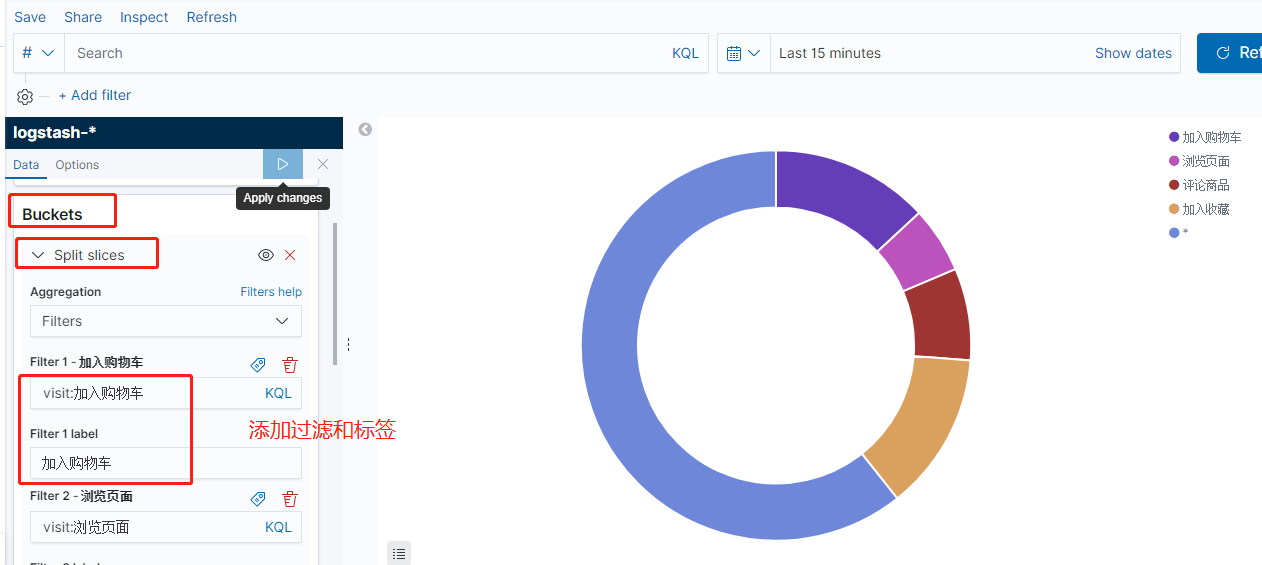 Save Share Inspect Refresh
# Search KQL Last 15 minutes Show dates Ref
+ Add filter
logstash-*
Data Options
Apply changes
Buckets
Split slices
Aggregation Filters help
Filters
Filter 1 - 加入购物车
visit:加入购物车 KQL
添加过滤和标签
Filter 1 label
加入购物车
Filter 2 - 浏览页面
visit:浏览页面 KQL
加入购物车
浏览页面
评论商品
加入收藏
*